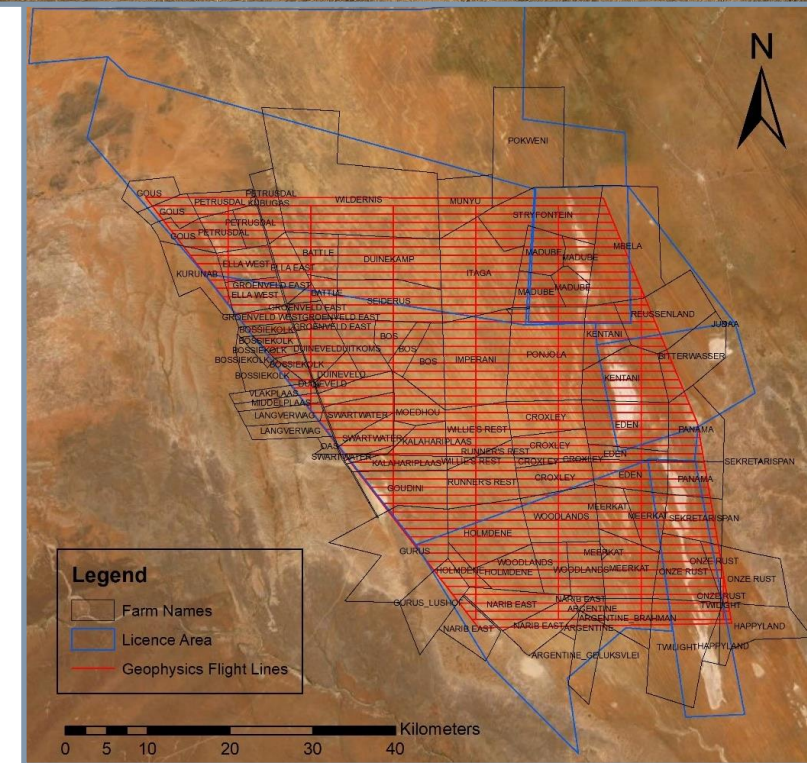 N
POKWENI
GOUS
PETRUSDAL
PETRUSDAL
KUBUGAS
WILDERNIS
MUNYU
GOUS
STRYFONTEIN
PETRUSDAL
GOUS
PETRUSDAL
MBELA
BATTLE
MADUBE
MADUBE
DUINEKAMP
ELLA WEST
ELLA EAST
KURUNAB
ITAGA
GROENVELD EAST
MADUBE
MADUBE
ELLA WEST
BATTLE
SEIDERUS
GROENVELD EAST
REUSSENLAND
GROENVELD WEST
GROENVELD EAST
JUBAA
BOSSIEKOLK
GROENVELD EAST
KENTANI
BOSSIEKOLK
BOS
BOSSIEKOLK
DUINEVELD
UITKOMS
BOS
PONJOLA
BITTERWASSER
BOSSIEKOLK
BOSSIEKOLK
BOS
IMPERANI
BOSSIEKOLK
DUINEVELD
KENTANI
DUINEVELD
VLAKPLAAS
MIDDELPLAAS
LANGVERWAG
SWARTWATER
MOEDHOU
CROXLEY
EDEN
LANGVERWAG
WILLIE'S REST
PANAMA
SWARTWATER
KALAHARIPLAAS
DAS
RUNNER'S REST
CROXLEY
SWARTWATER
EDEN
KALAHARIPLAAS
WILLIE'S REST
CROXLEY
CROXLEY
SEKRETARISPAN
GOUDINI
RUNNER'S REST
CROXLEY
EDEN
PANAMA
MEERKAT
WOODLANDS
MEERKAT
SEKRETARISPAN
HOLMDENE
GURUS
MEERKAT
WOODLANDS
ONZE RUST
HOLMDENE
HOLMDENE
WOODLANDS
MEERKAT
ONZE RUST
ONZE RUST
GURUS_LUSHOF
NARIB EAST
NARIB EAST
ONZE RUST
ARGENTINE
TWILIGHT
ARGENTINE_BRAHMAN
NARIB EAST
NARIB EAST
ARGENTINE
HAPPYLAND
TWILIGHT
HAPPYLAND
ARGENTINE_GELUKSVLEI
Legend
Farm Names
Licence Area
Geophysics Flight Lines
Kilometers
0 5 10 20 30 40